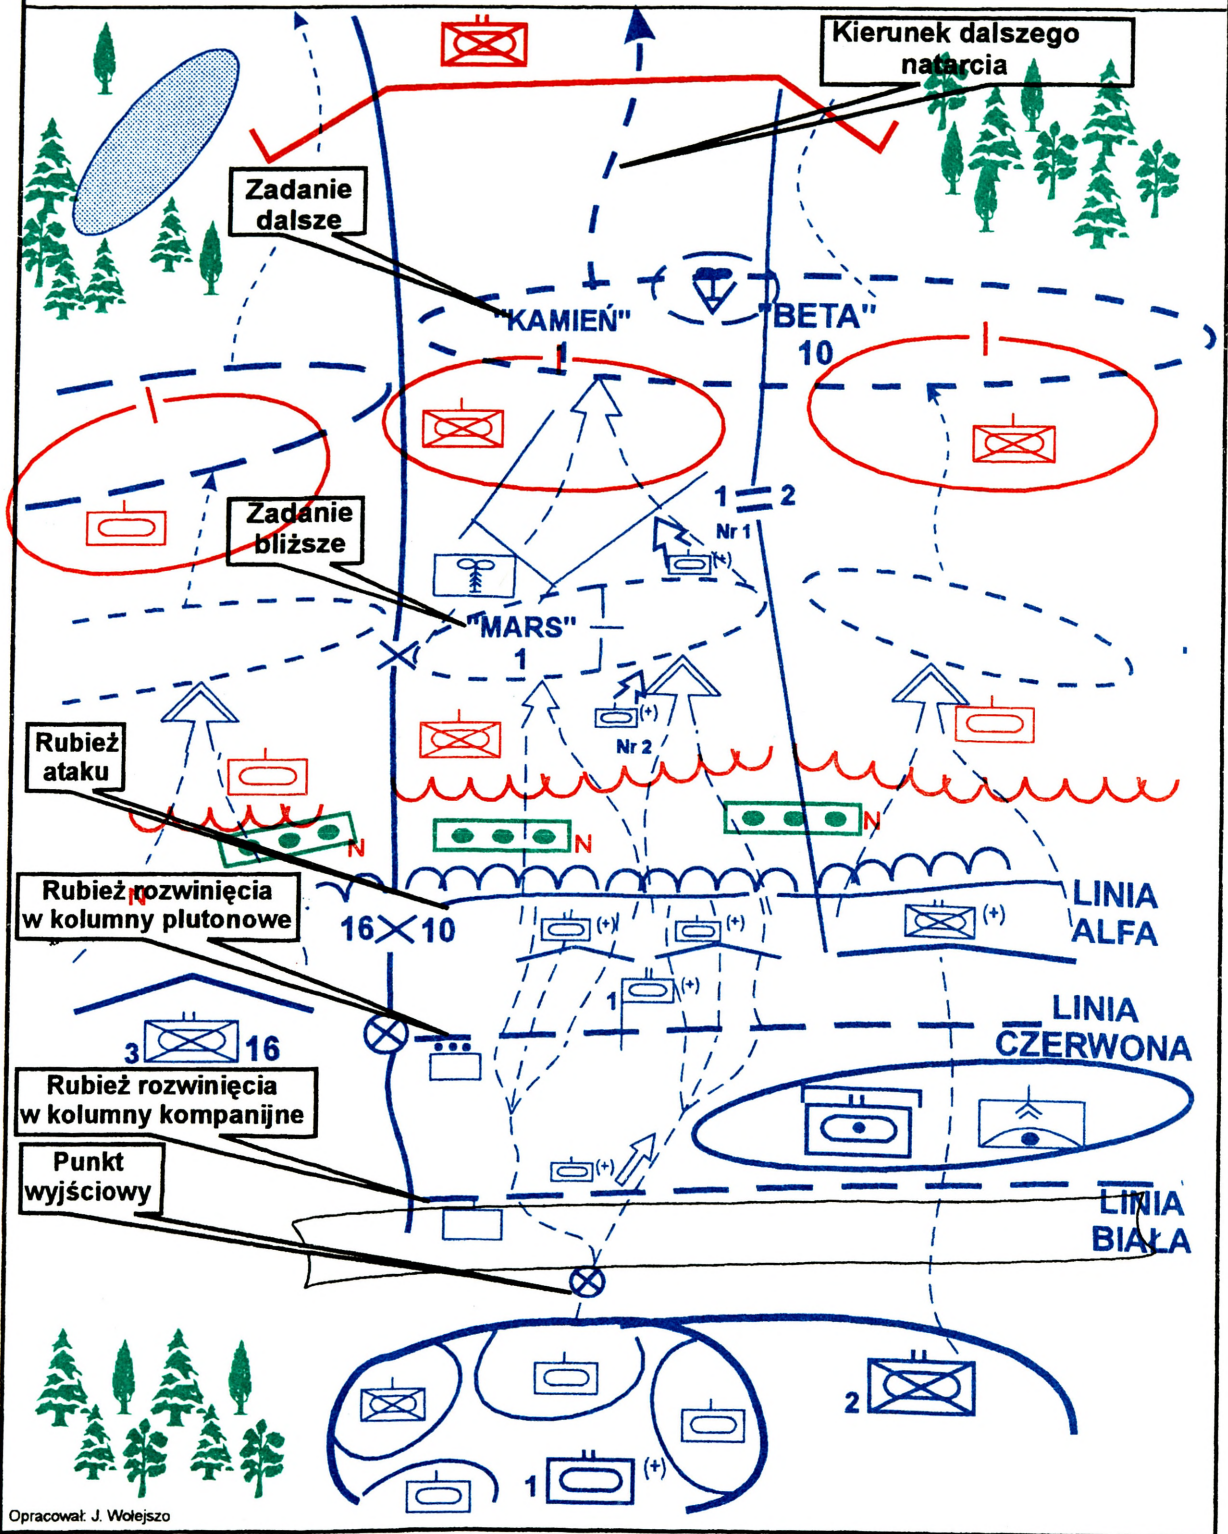 Kierunek dalszego
natarcia
Zadanie
dalsze
"KAMIEŃ"
1
"BETA"
10
1 2
Nr 1
Zadanie
bliższe
(+)
"MARS"
1
(+)
Nr 2
Rubież
ataku
N
N
N
N
Rubież rozwinięcia
w kolumny plutonowe
16 10
(+)
(+)
(+)
LINIA
ALFA
1
(+)
LINIA
CZERWONA
3 16
Rubież rozwinięcia
w kolumny kompanijne
Punkt
wyjściowy
(+)
LINIA
BIAŁA
2
1
(+)
Opracował: J. Wołejszo